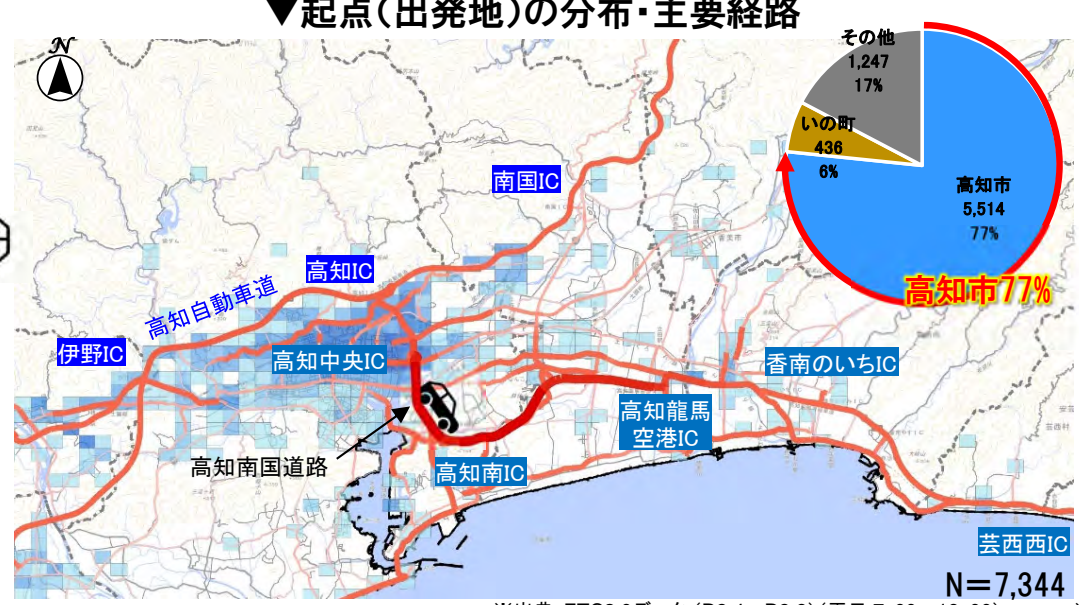 ▼起点(出発地)の分布・主要経路
N
その他
1,247
17%
いの町
436
6%
高知市
5,514
77%
高知市77%
南国IC
高知IC
高知自動車道
伊野IC
高知中央IC
香南のいちIC
高知龍馬
空港IC
高知南国道路
高知南IC
芸西西IC
N＝7,344